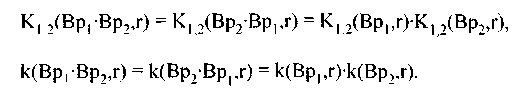 K₁,₂(Bp₁·Bp₂,r) = K₁,₂(Bp₂·Bp₁,r) = K₁,₂(Bp₁,r)·K₁,₂(Bp₂,r),
k(Bp₁·Bp₂,r) = k(Bp₂·Bp₁,r) = k(Bp₁,r)·k(Bp₂,r).